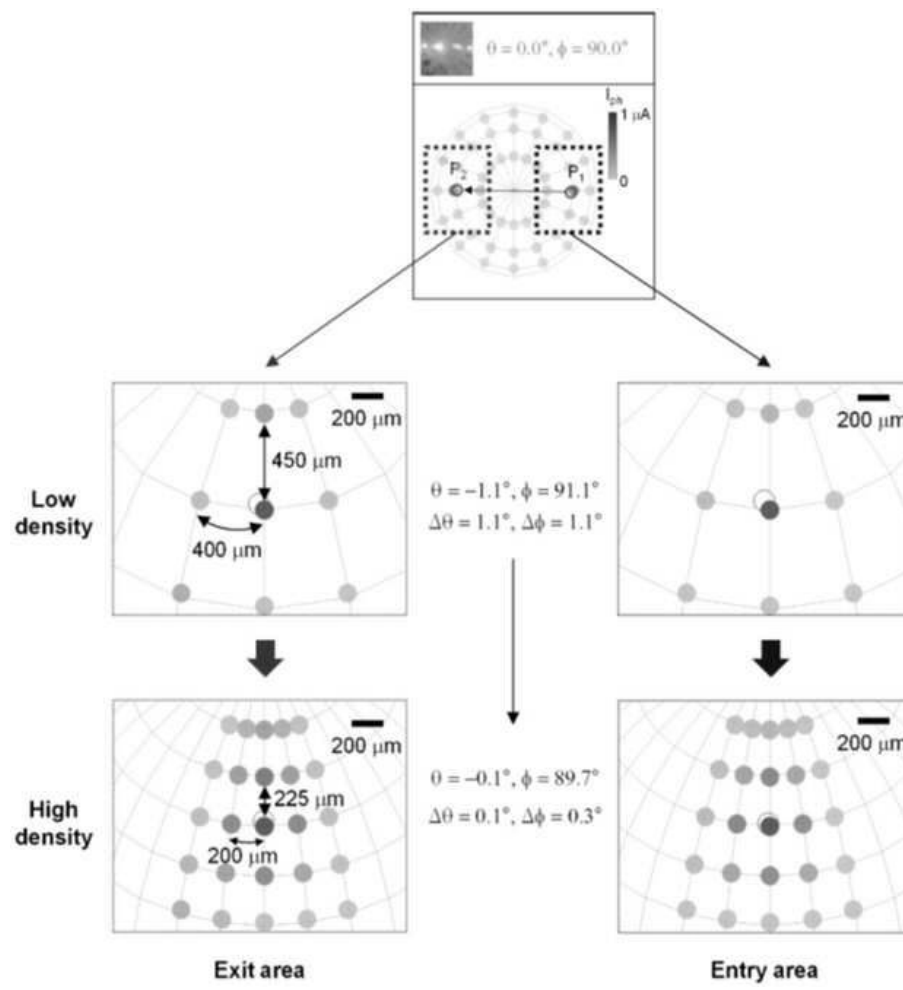 θ = 0.0°, ϕ = 90.0°
I_ph
1 μA
0
P_2
P_1
200 μm
450 μm
400 μm
Low
density
θ = −1.1°, ϕ = 91.1°
Δθ = 1.1°, Δϕ = 1.1°
200 μm
200 μm
225 μm
200 μm
High
density
θ = −0.1°, ϕ = 89.7°
Δθ = 0.1°, Δϕ = 0.3°
200 μm
Exit area
Entry area